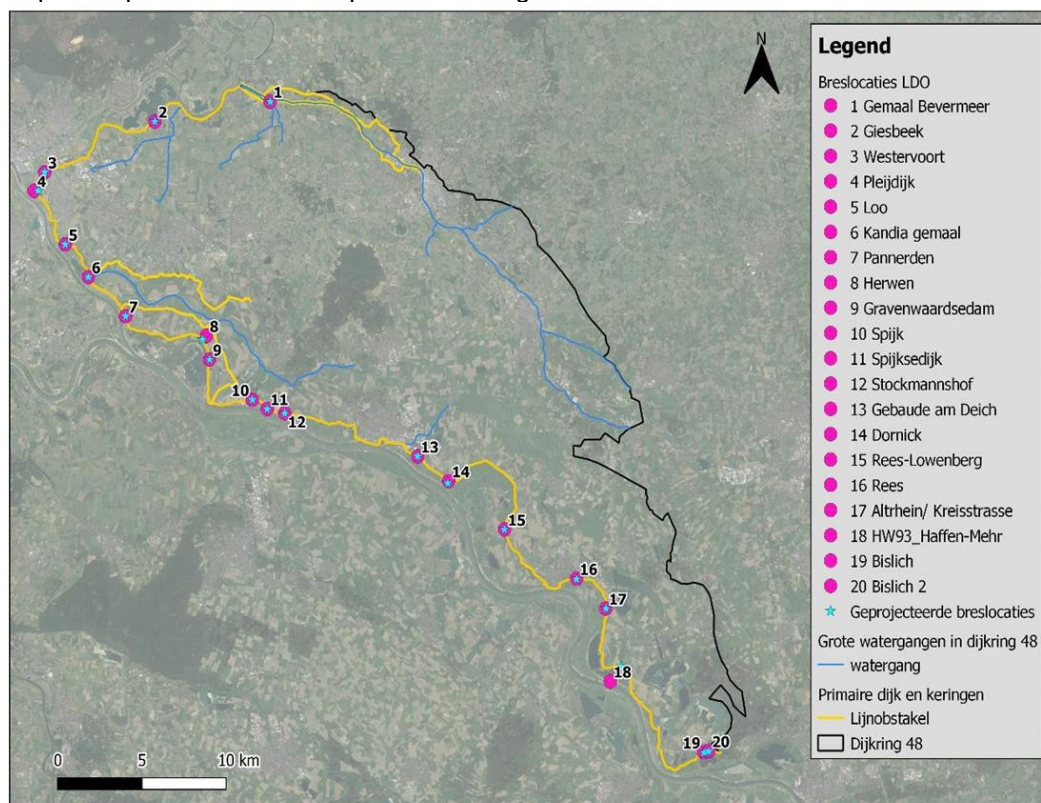 N
1
2
3
4
5
6
7
8
9
10
11
12
13
14
15
16
17
18
19
20
0 5 10 km
Legend
Breslocaties LDO
1 Gemaal Bevermeer
2 Giesbeek
3 Westervoort
4 Pleijdijk
5 Loo
6 Kandia gemaal
7 Pannerden
8 Herwen
9 Gravenwaardsedam
10 Spijk
11 Spijksedijk
12 Stockmannshof
13 Gebaude am Deich
14 Dornick
15 Rees-Lowenberg
16 Rees
17 Altrhein/ Kreisstrasse
18 HW93_Haffen-Mehr
19 Bislich
20 Bislich 2
Geprojecteerde breslocaties
Grote watergangen in dijkring 48
watergang
Primaire dijk en keringen
Lijnobstakel
Dijkring 48